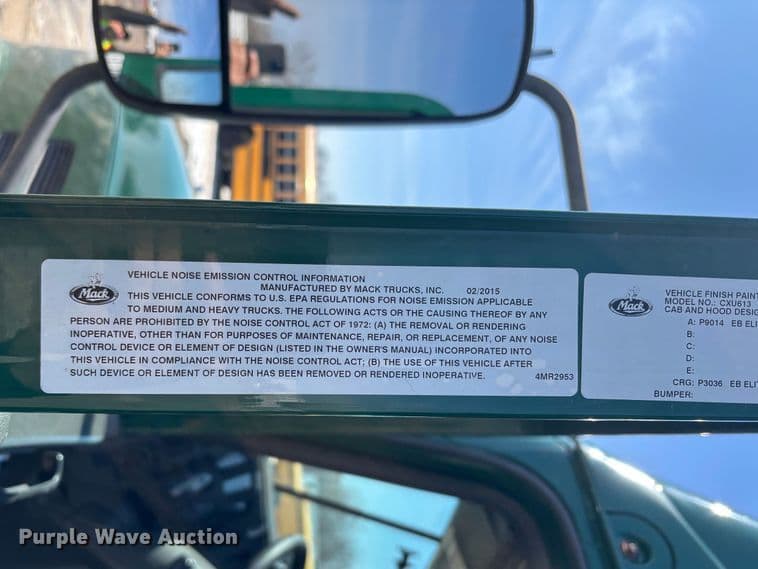 Mack
VEHICLE NOISE EMISSION CONTROL INFORMATION
MANUFACTURED BY MACK TRUCKS, INC. 02/2015
THIS VEHICLE CONFORMS TO U.S. EPA REGULATIONS FOR NOISE EMISSION APPLICABLE
TO MEDIUM AND HEAVY TRUCKS. THE FOLLOWING ACTS OR THE CAUSING THEREOF BY ANY
PERSON ARE PROHIBITED BY THE NOISE CONTROL ACT OF 1972: (A) THE REMOVAL OR RENDERING
INOPERATIVE, OTHER THAN FOR PURPOSES OF MAINTENANCE, REPAIR, OR REPLACEMENT, OF ANY NOISE
CONTROL DEVICE OR ELEMENT OF DESIGN (LISTED IN THE OWNER'S MANUAL) INCORPORATED INTO
THIS VEHICLE IN COMPLIANCE WITH THE NOISE CONTROL ACT; (B) THE USE OF THIS VEHICLE AFTER
SUCH DEVICE OR ELEMENT OF DESIGN HAS BEEN REMOVED OR RENDERED INOPERATIVE. 4MR2953
Mack
VEHICLE FINISH PAINT
MODEL NO.: CXU613
CAB AND HOOD DESIG
A: P9014 EB ELI
B:
C:
D:
E:
CRG: P3036 EB ELI
BUMPER:
Purple Wave Auction